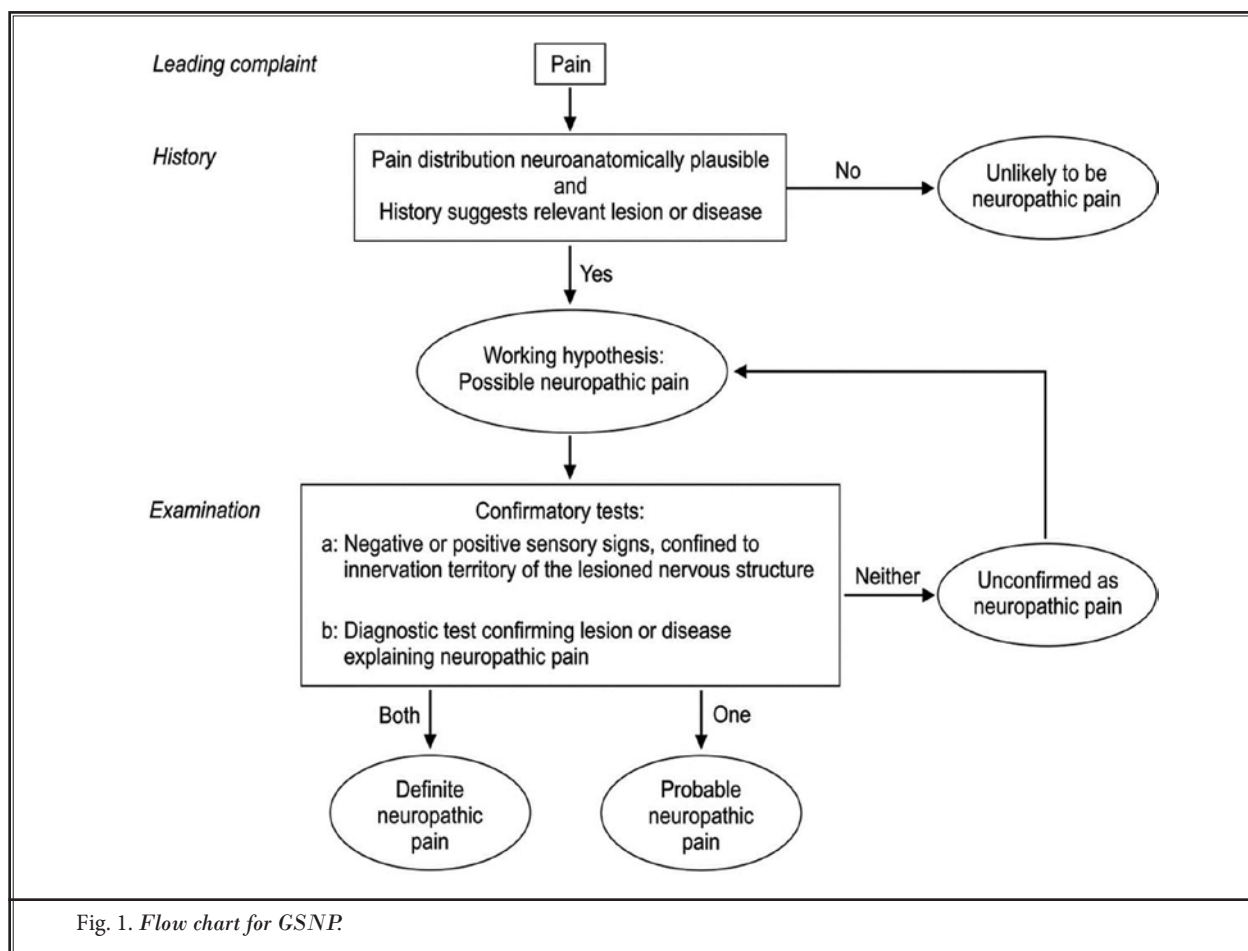 Leading complaint
Pain
History
Pain distribution neuroanatomically plausible
and
History suggests relevant lesion or disease
No
Unlikely to be
neuropathic pain
Yes
Working hypothesis:
Possible neuropathic pain
Examination
Confirmatory tests:
a: Negative or positive sensory signs, confined to
innervation territory of the lesioned nervous structure
b: Diagnostic test confirming lesion or disease
explaining neuropathic pain
Neither
Unconfirmed as
neuropathic pain
Both
One
Definite
neuropathic
pain
Probable
neuropathic
pain
Fig. 1. Flow chart for GSNP.